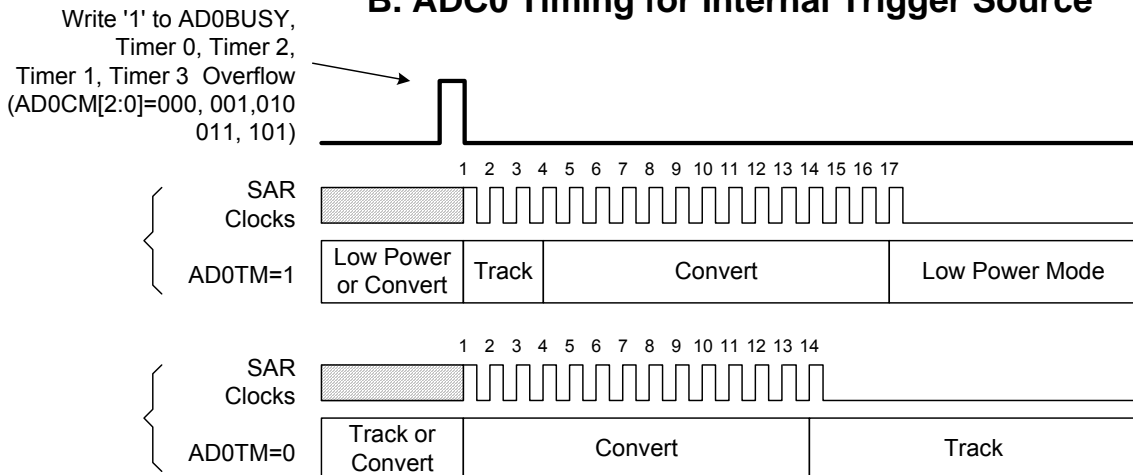 B. ADC0 Timing for Internal Trigger Source
Write '1' to AD0BUSY,
Timer 0, Timer 2,
Timer 1, Timer 3 Overflow
(AD0CM[2:0]=000, 001,010
011, 101)
1 2 3 4 5 6 7 8 9 10 11 12 13 14 15 16 17
SAR
Clocks
AD0TM=1
Low Power
or Convert
Track
Convert
Low Power Mode
1 2 3 4 5 6 7 8 9 10 11 12 13 14
SAR
Clocks
AD0TM=0
Track or
Convert
Convert
Track